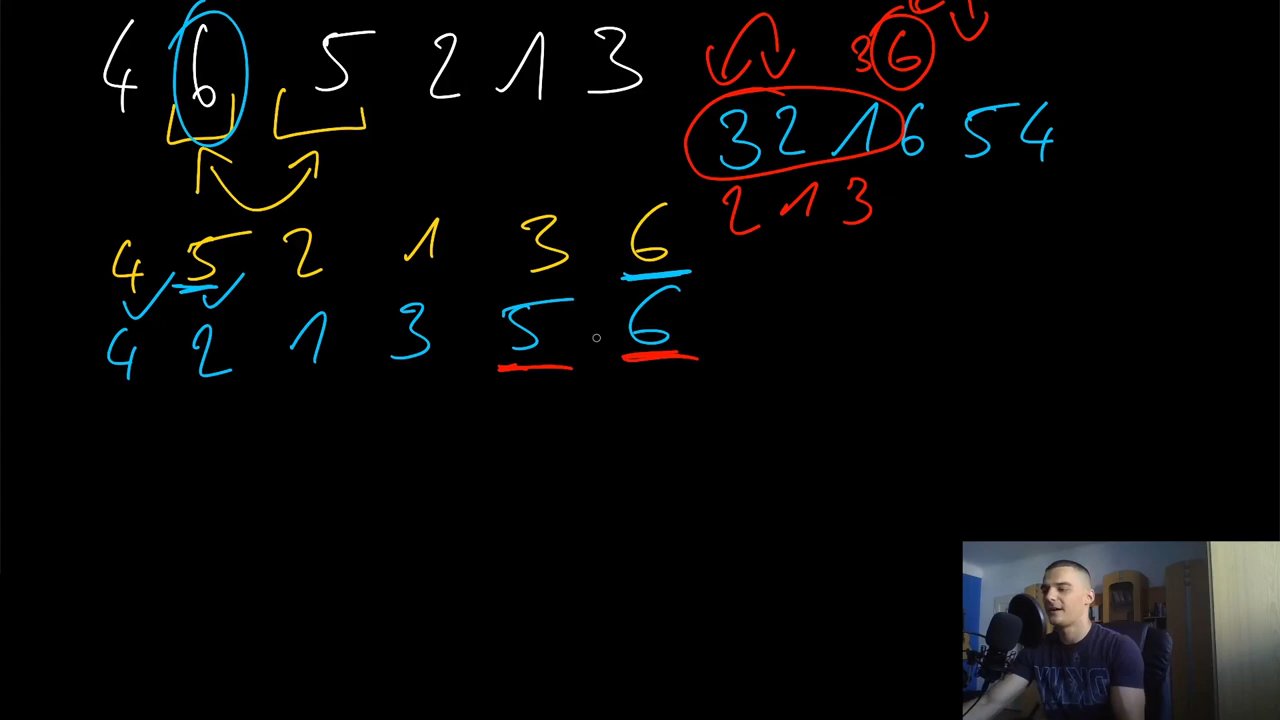 4 6 5 2 1 3
3 6
3 2 1 6 5 4
2 1 3
4 5 2 1 3 6
4 2 1 3 5 6